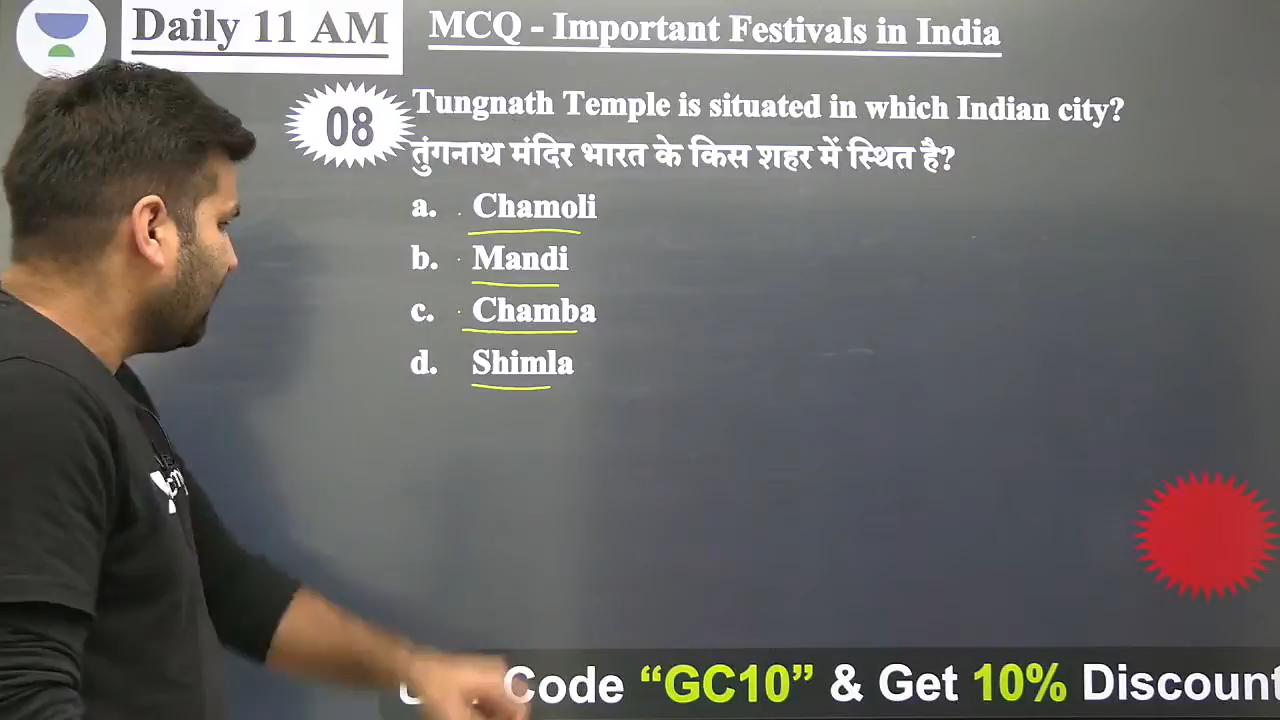 Daily 11 AM
MCQ - Important Festivals in India
08
Tungnath Temple is situated in which Indian city?
तुंगनाथ मंदिर भारत के किस शहर में स्थित है?
a. Chamoli
b. Mandi
c. Chamba
d. Shimla
Code “GC10” & Get 10% Discount